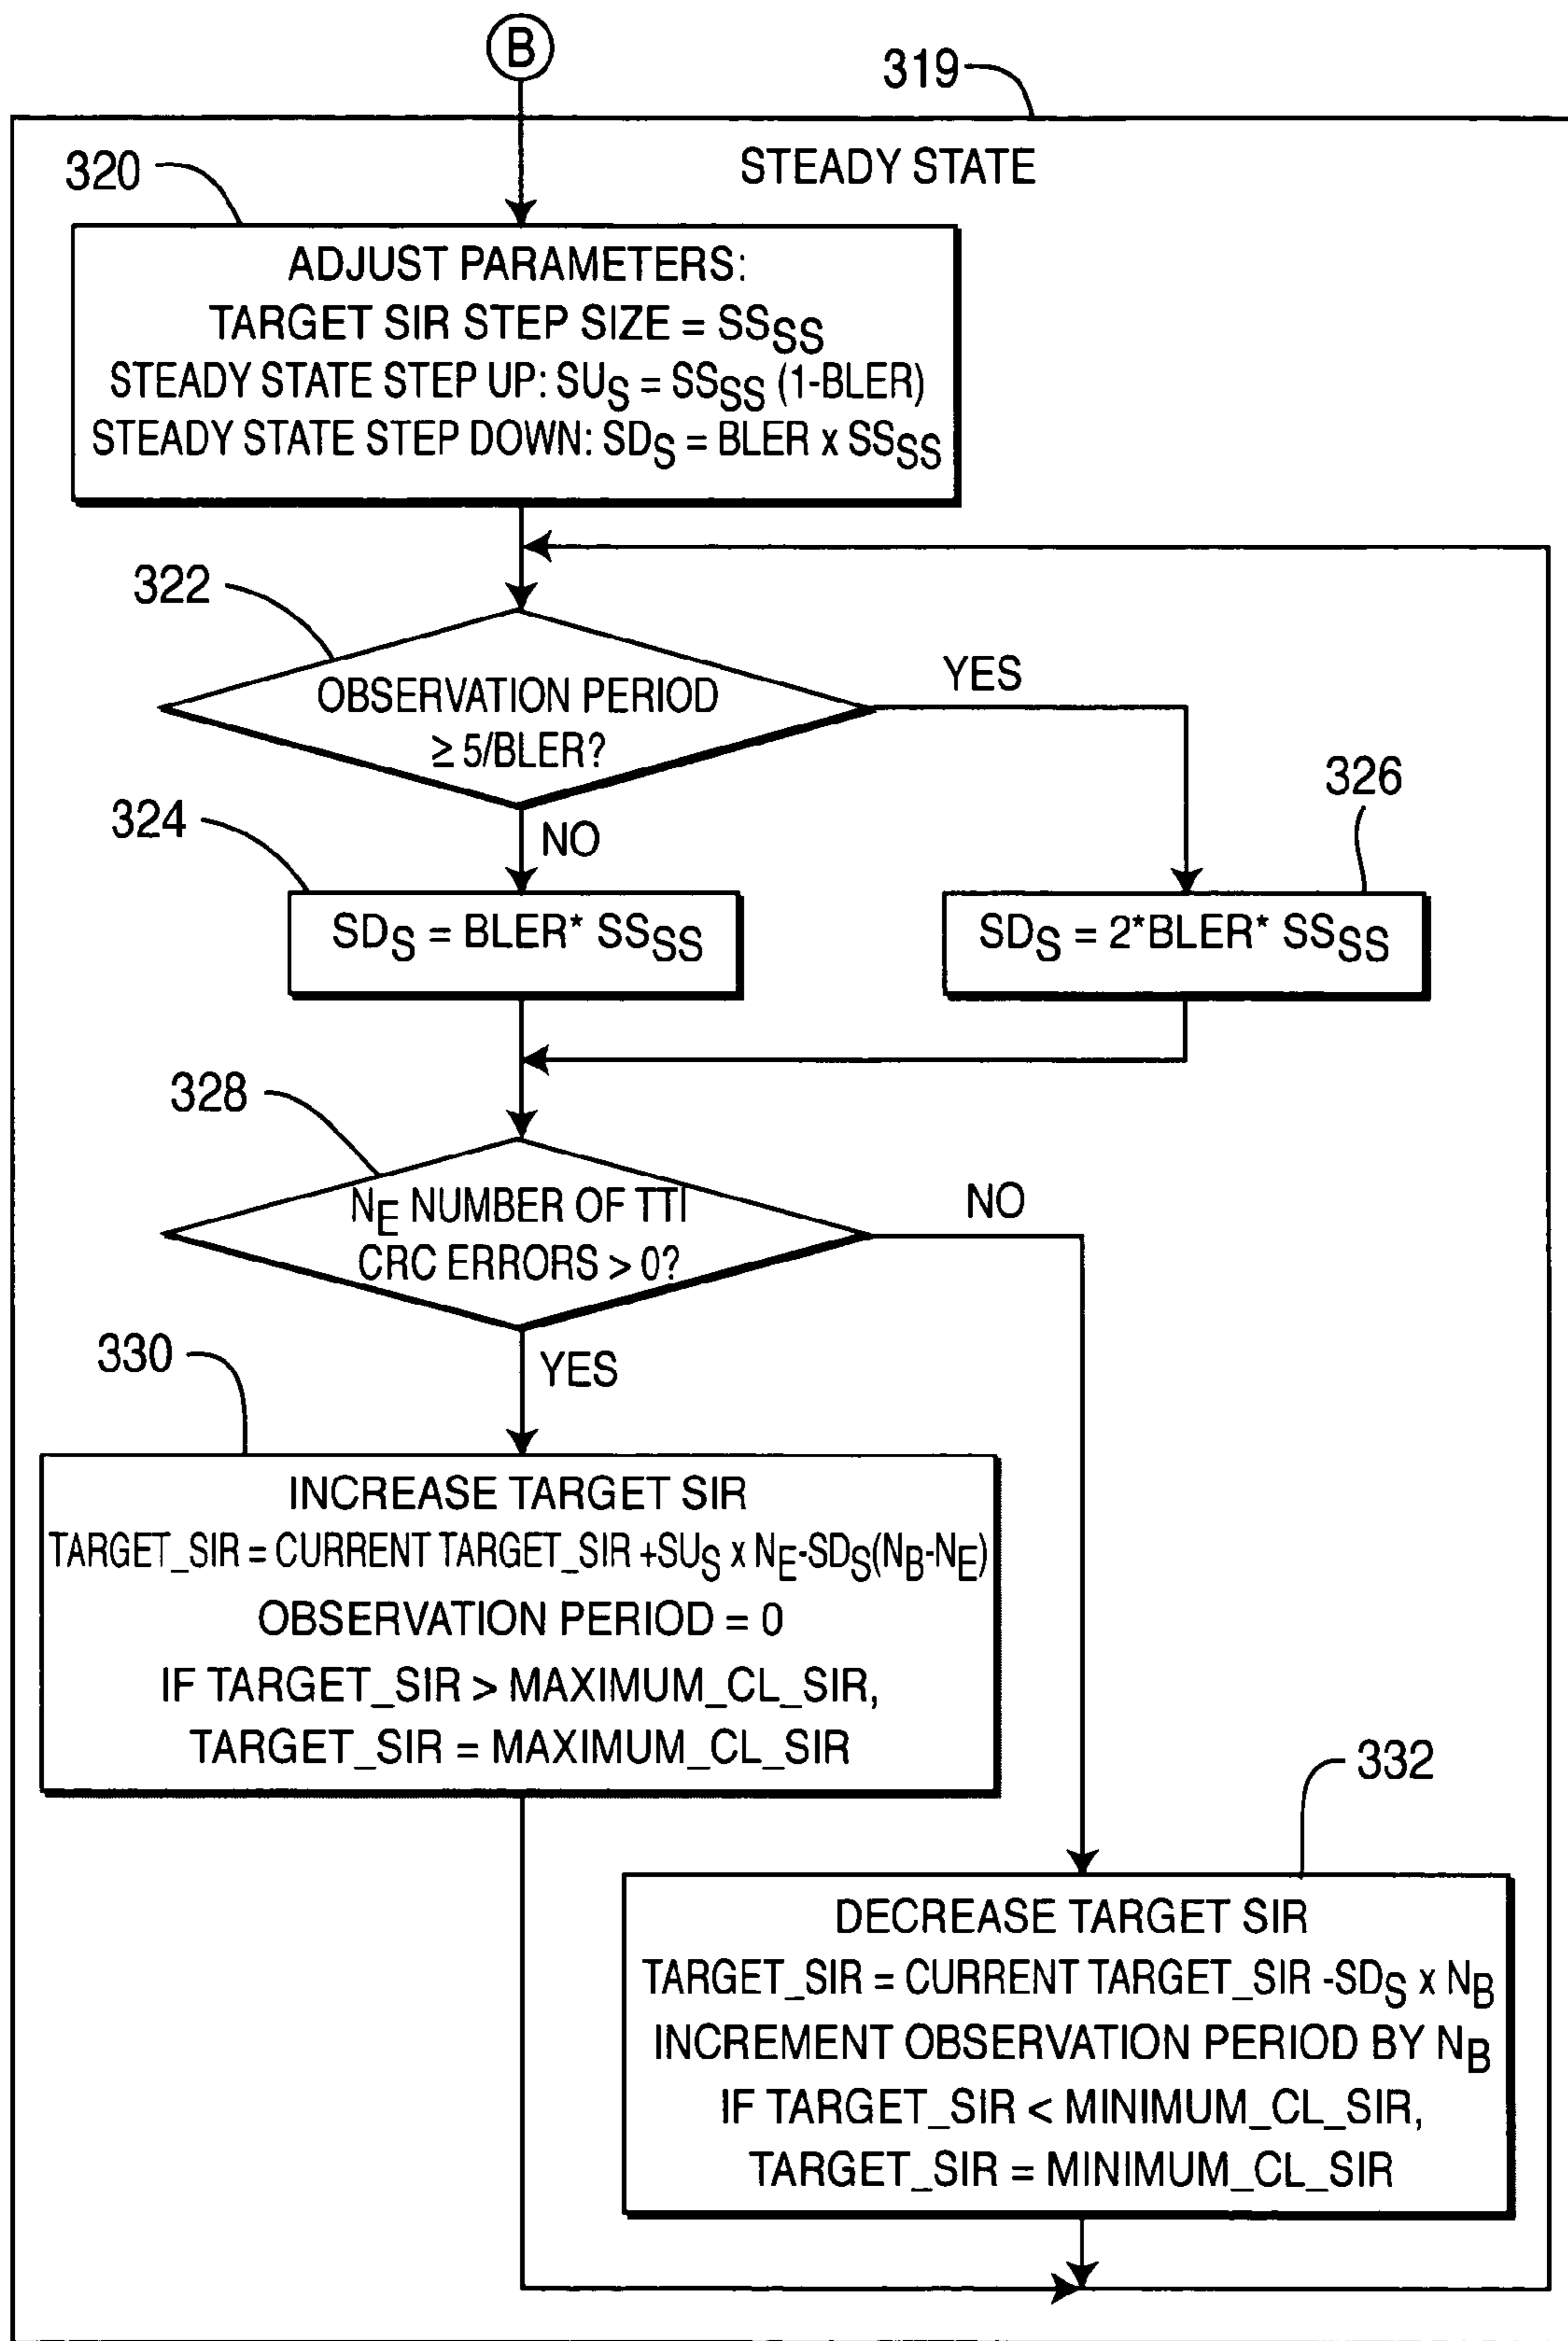 B
319
STEADY STATE
320
ADJUST PARAMETERS:
TARGET SIR STEP SIZE = SSSS
STEADY STATE STEP UP: SUS = SSSS (1-BLER)
STEADY STATE STEP DOWN: SDS = BLER x SSSS
322
OBSERVATION PERIOD
≥ 5/BLER?
YES
NO
324
SDS = BLER* SSSS
326
SDS = 2*BLER* SSSS
328
NE NUMBER OF TTI
CRC ERRORS > 0?
NO
YES
330
INCREASE TARGET SIR
TARGET_SIR = CURRENT TARGET_SIR +SUS x NE-SDS(NB-NE)
OBSERVATION PERIOD = 0
IF TARGET_SIR > MAXIMUM_CL_SIR,
TARGET_SIR = MAXIMUM_CL_SIR
332
DECREASE TARGET SIR
TARGET_SIR = CURRENT TARGET_SIR -SDS x NB
INCREMENT OBSERVATION PERIOD BY NB
IF TARGET_SIR < MINIMUM_CL_SIR,
TARGET_SIR = MINIMUM_CL_SIR